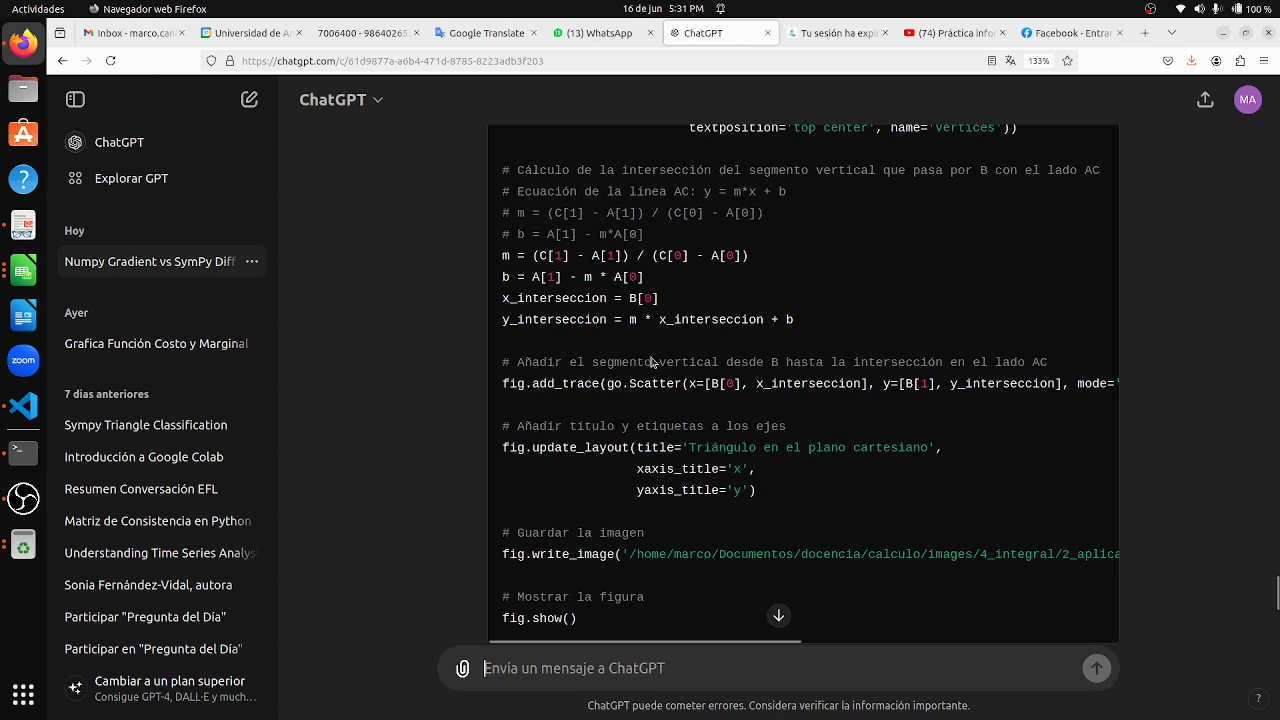 Actividades
Navegador web Firefox
16 de jun 5:31 PM
100 %
Inbox - marco.can
Universidad de An
7006400 - 98640265.
Google Translate
(13) WhatsApp
ChatGPT
Tu sesión ha expi
(74) Práctica infor
Facebook - Entrar
https://chatgpt.com/c/61d9877a-a6b4-471d-8785-8223adb3f203
133%
ChatGPT
MA
ChatGPT
Explorar GPT
Hoy
Numpy Gradient vs SymPy Diff
Ayer
Grafica Función Costo y Marginal
7 días anteriores
Sympy Triangle Classification
Introducción a Google Colab
Resumen Conversación EFL
Matriz de Consistencia en Python
Understanding Time Series Analys
Sonia Fernández-Vidal, autora
Participar "Pregunta del Día"
Participar en "Pregunta del Día"
Cambiar a un plan superior
Consigue GPT-4, DALL·E y much...
textposition='top center', name='Vertices'))
# Cálculo de la intersección del segmento vertical que pasa por B con el lado AC
# Ecuación de la línea AC: y = m*x + b
# m = (C[1] - A[1]) / (C[0] - A[0])
# b = A[1] - m*A[0]
m = (C[1] - A[1]) / (C[0] - A[0])
b = A[1] - m * A[0]
x_interseccion = B[0]
y_interseccion = m * x_interseccion + b
# Añadir el segmento vertical desde B hasta la intersección en el lado AC
fig.add_trace(go.Scatter(x=[B[0], x_interseccion], y=[B[1], y_interseccion], mode='
# Añadir título y etiquetas a los ejes
fig.update_layout(title='Triángulo en el plano cartesiano',
xaxis_title='x',
yaxis_title='y')
# Guardar la imagen
fig.write_image('/home/marco/Documentos/docencia/calculo/images/4_integral/2_aplica
# Mostrar la figura
fig.show()
Envía un mensaje a ChatGPT
ChatGPT puede cometer errores. Considera verificar la información importante.
?
zoom